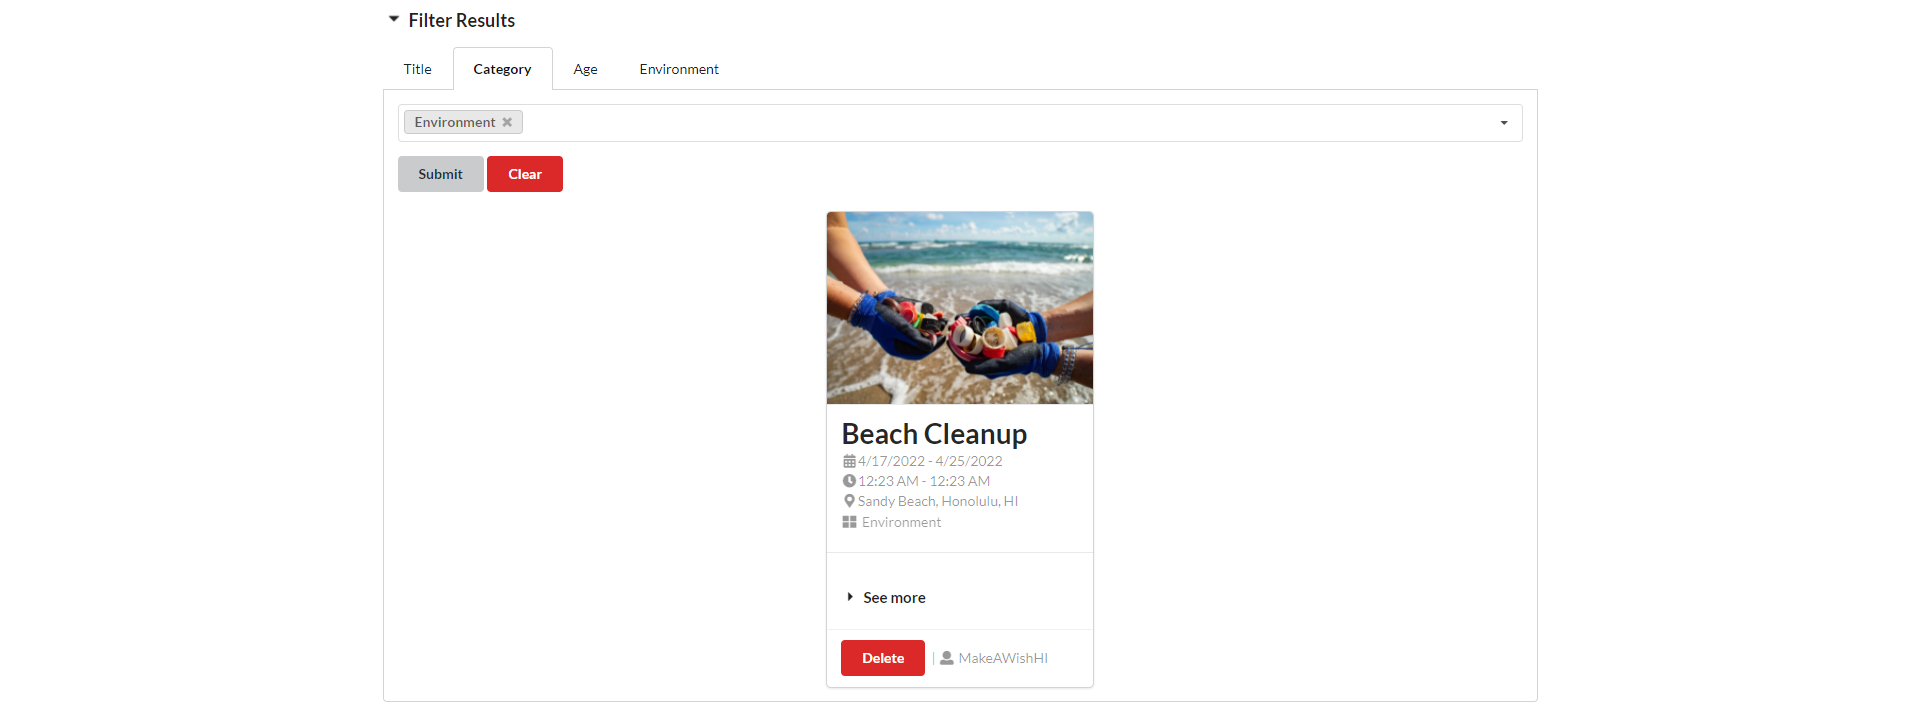 Filter Results
Title Category Age Environment
Environment
Submit Clear
Beach Cleanup
4/17/2022 - 4/25/2022
12:23 AM - 12:23 AM
Sandy Beach, Honolulu, HI
Environment
See more
Delete | MakeAWishHI